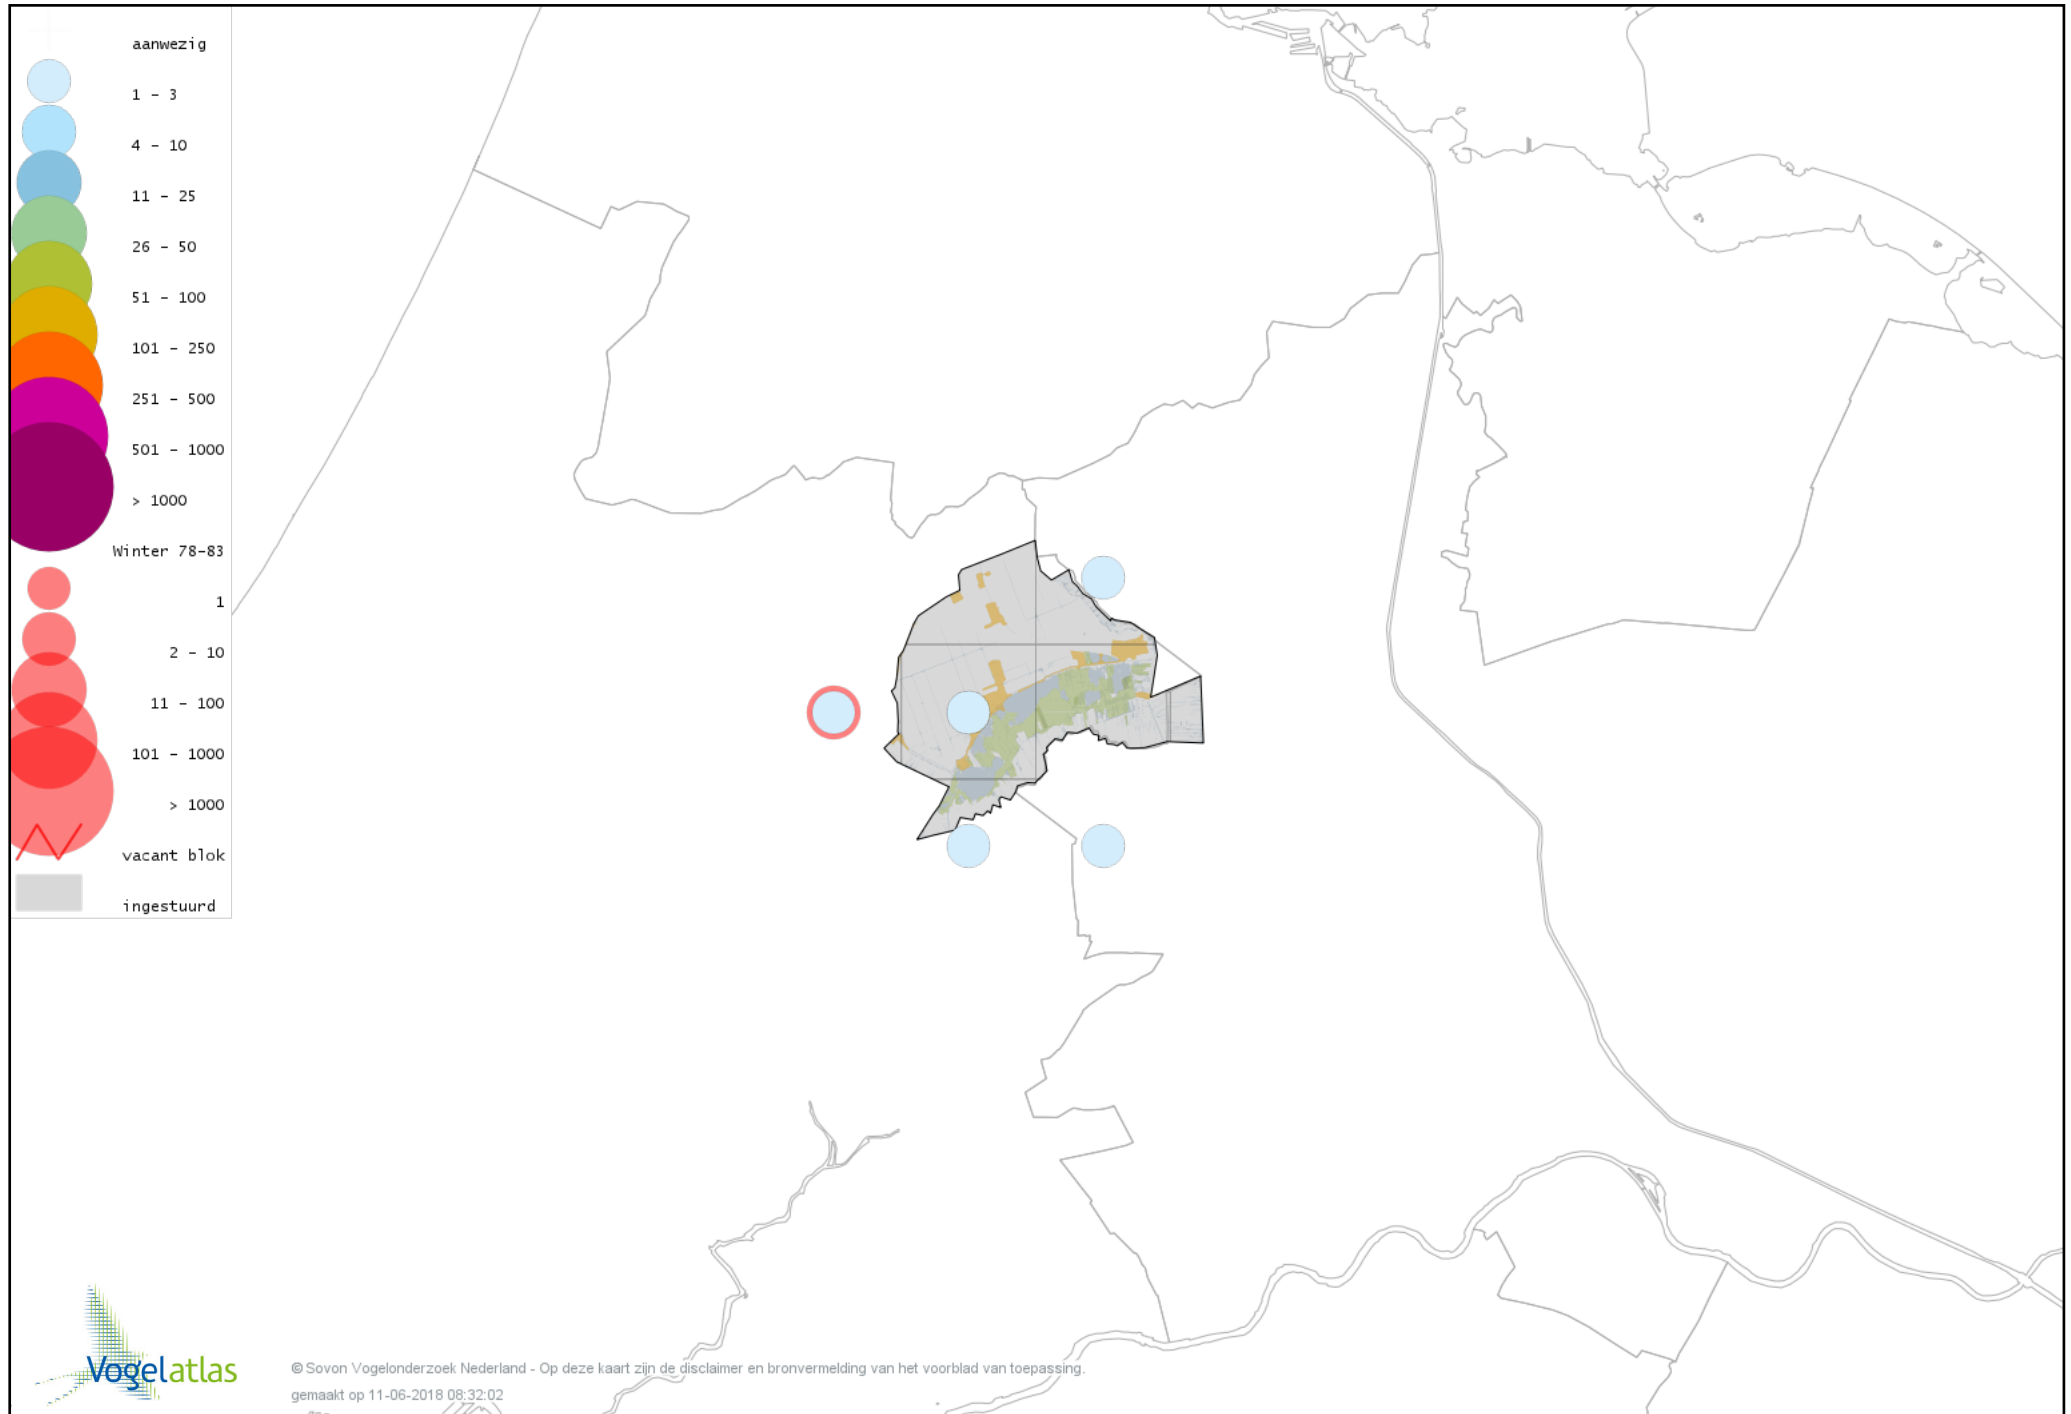 aanwezig
1 – 3
4 – 10
11 – 25
26 – 50
51 – 100
101 – 250
251 – 500
501 – 1000
> 1000
Winter 78–83
1
2 – 10
11 – 100
101 – 1000
> 1000
vacant blok
ingestuurd
Vogelatlas
© Sovon Vogelonderzoek Nederland - Op deze kaart zijn de disclaimer en bronvermelding van het voorblad van toepassing.
gemaakt op 11-06-2018 08:32:02